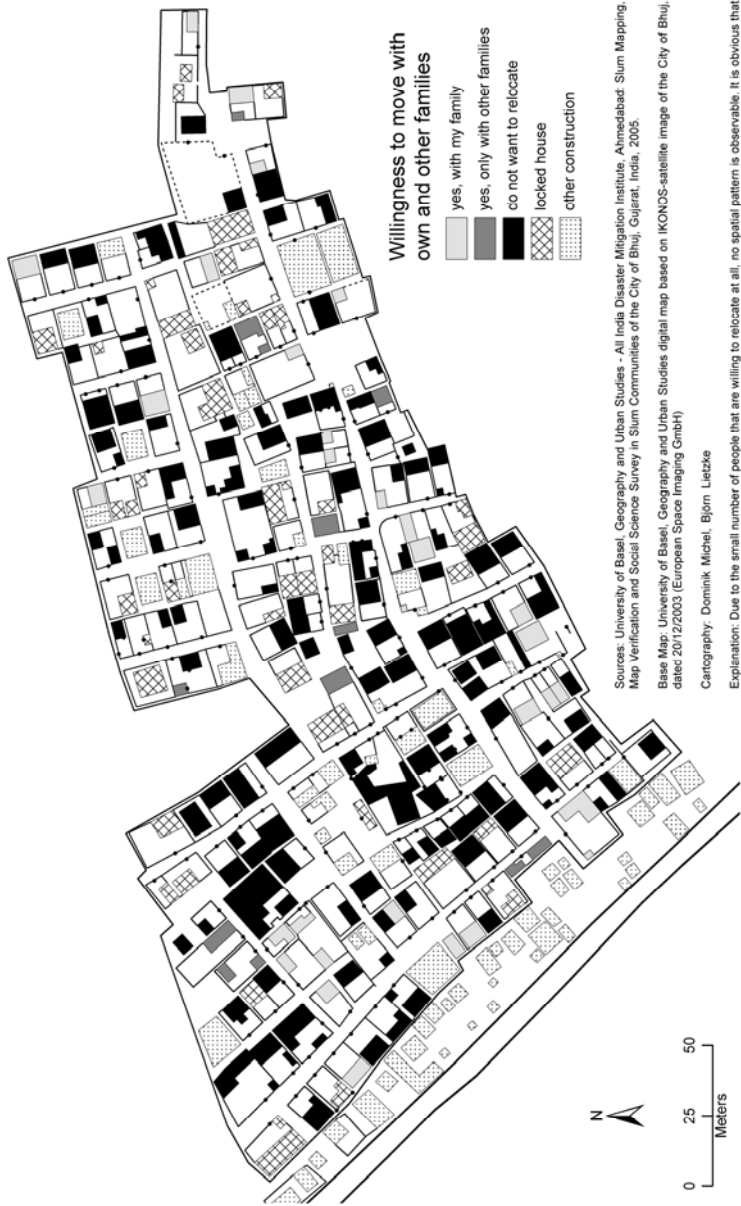 Willingness to move with
own and other families
yes, with my family
yes, only with other families
do not want to relocate
locked house
other construction
Sources: University of Basel, Geography and Urban Studies - All India Disaster Mitigation Institute, Ahmedabad: Slum Mapping,
Map Verification and Social Science Survey in Slum Communities of the City of Bhuj, Gujarat, India, 2005.
Base Map: University of Basel, Geography and Urban Studies digital map based on IKONOS-satellite image of the City of Bhuj,
dated 20/12/2003 (European Space Imaging GmbH)
Cartography: Dominik Michel, Björn Lietzke
Explanation: Due to the small number of people that are willing to relocate at all, no spatial pattern is observable. It is obvious that
N
0 25 50
Meters